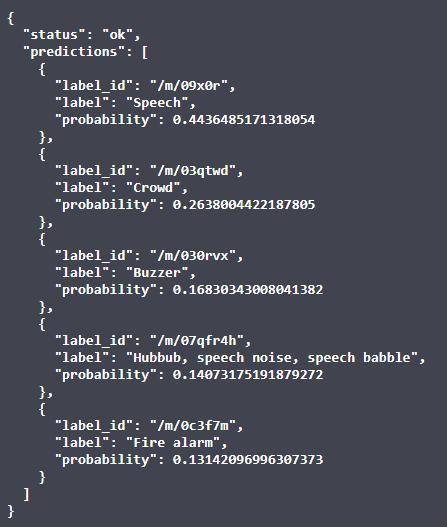 {
  "status": "ok",
  "predictions": [
    {
      "label_id": "/m/09x0r",
      "label": "Speech",
      "probability": 0.4436485171318054
    },
    {
      "label_id": "/m/03qtwd",
      "label": "Crowd",
      "probability": 0.2638004422187805
    },
    {
      "label_id": "/m/030rvx",
      "label": "Buzzer",
      "probability": 0.16830343008041382
    },
    {
      "label_id": "/m/07qfr4h",
      "label": "Hubbub, speech noise, speech babble",
      "probability": 0.14073175191879272
    },
    {
      "label_id": "/m/0c3f7m",
      "label": "Fire alarm",
      "probability": 0.13142096996307373
    }
  ]
}